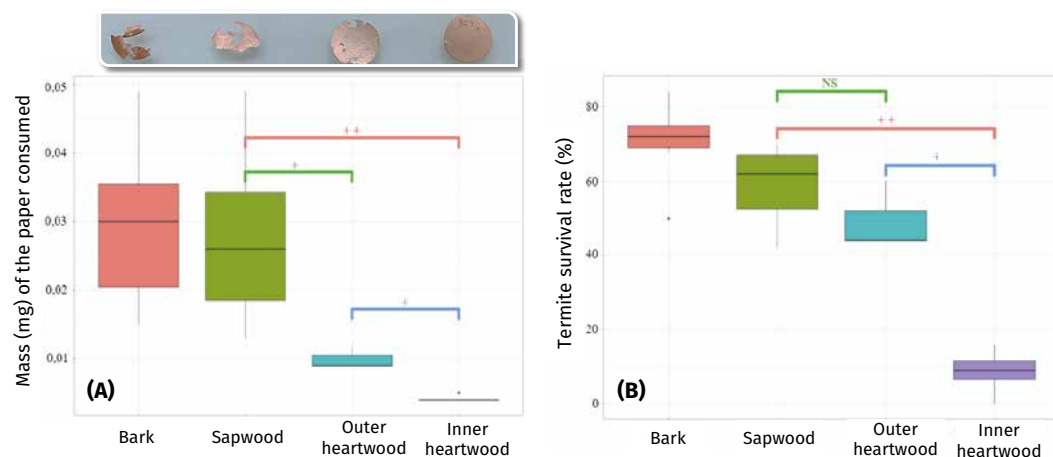 0,05
0,04
0,03
0,02
0,01
Mass (mg) of the paper consumed
++
+
+
(A)
Bark
Sapwood
Outer
heartwood
Inner
heartwood
80
60
40
20
0
Termite survival rate (%)
NS
++
+
(B)
Bark
Sapwood
Outer
heartwood
Inner
heartwood